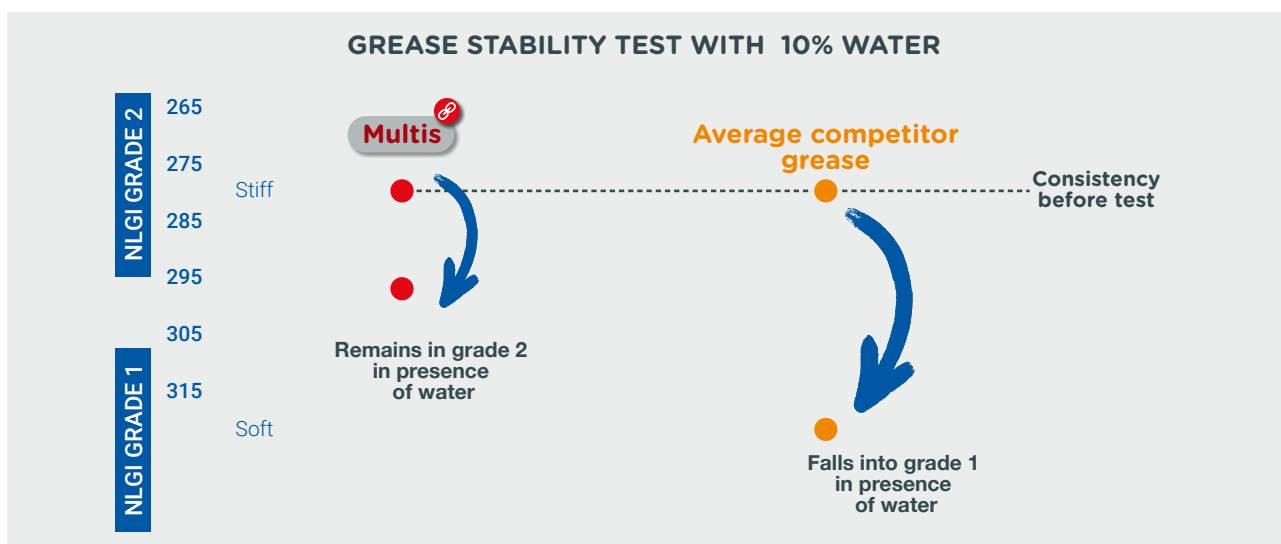 GREASE STABILITY TEST WITH 10% WATER
NLGI GRADE 2
265
275
Stiff
285
295
305
NLGI GRADE 1
315
Soft
Multis
Average competitor
grease
Consistency
before test
Remains in grade 2
in presence
of water
Falls into grade 1
in presence
of water